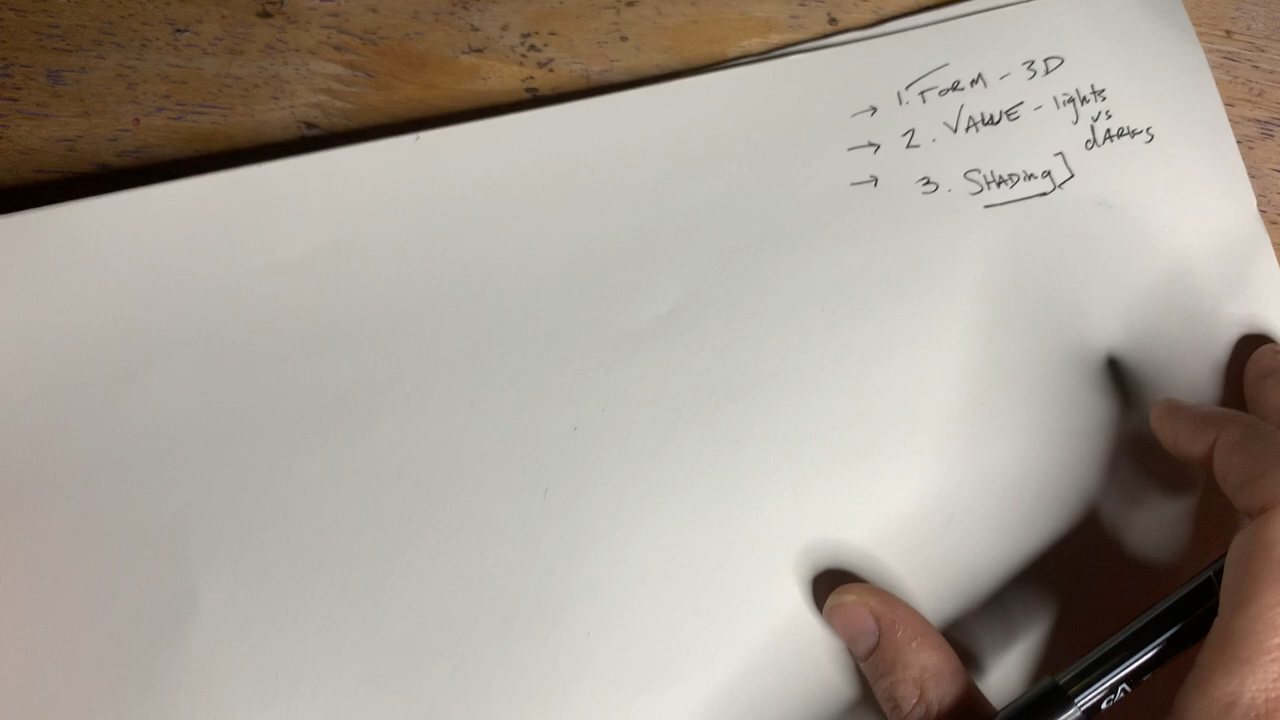 → 1. FORM - 3D
→ 2. VALUE - lights
vs
dARKs
→ 3. SHADing]